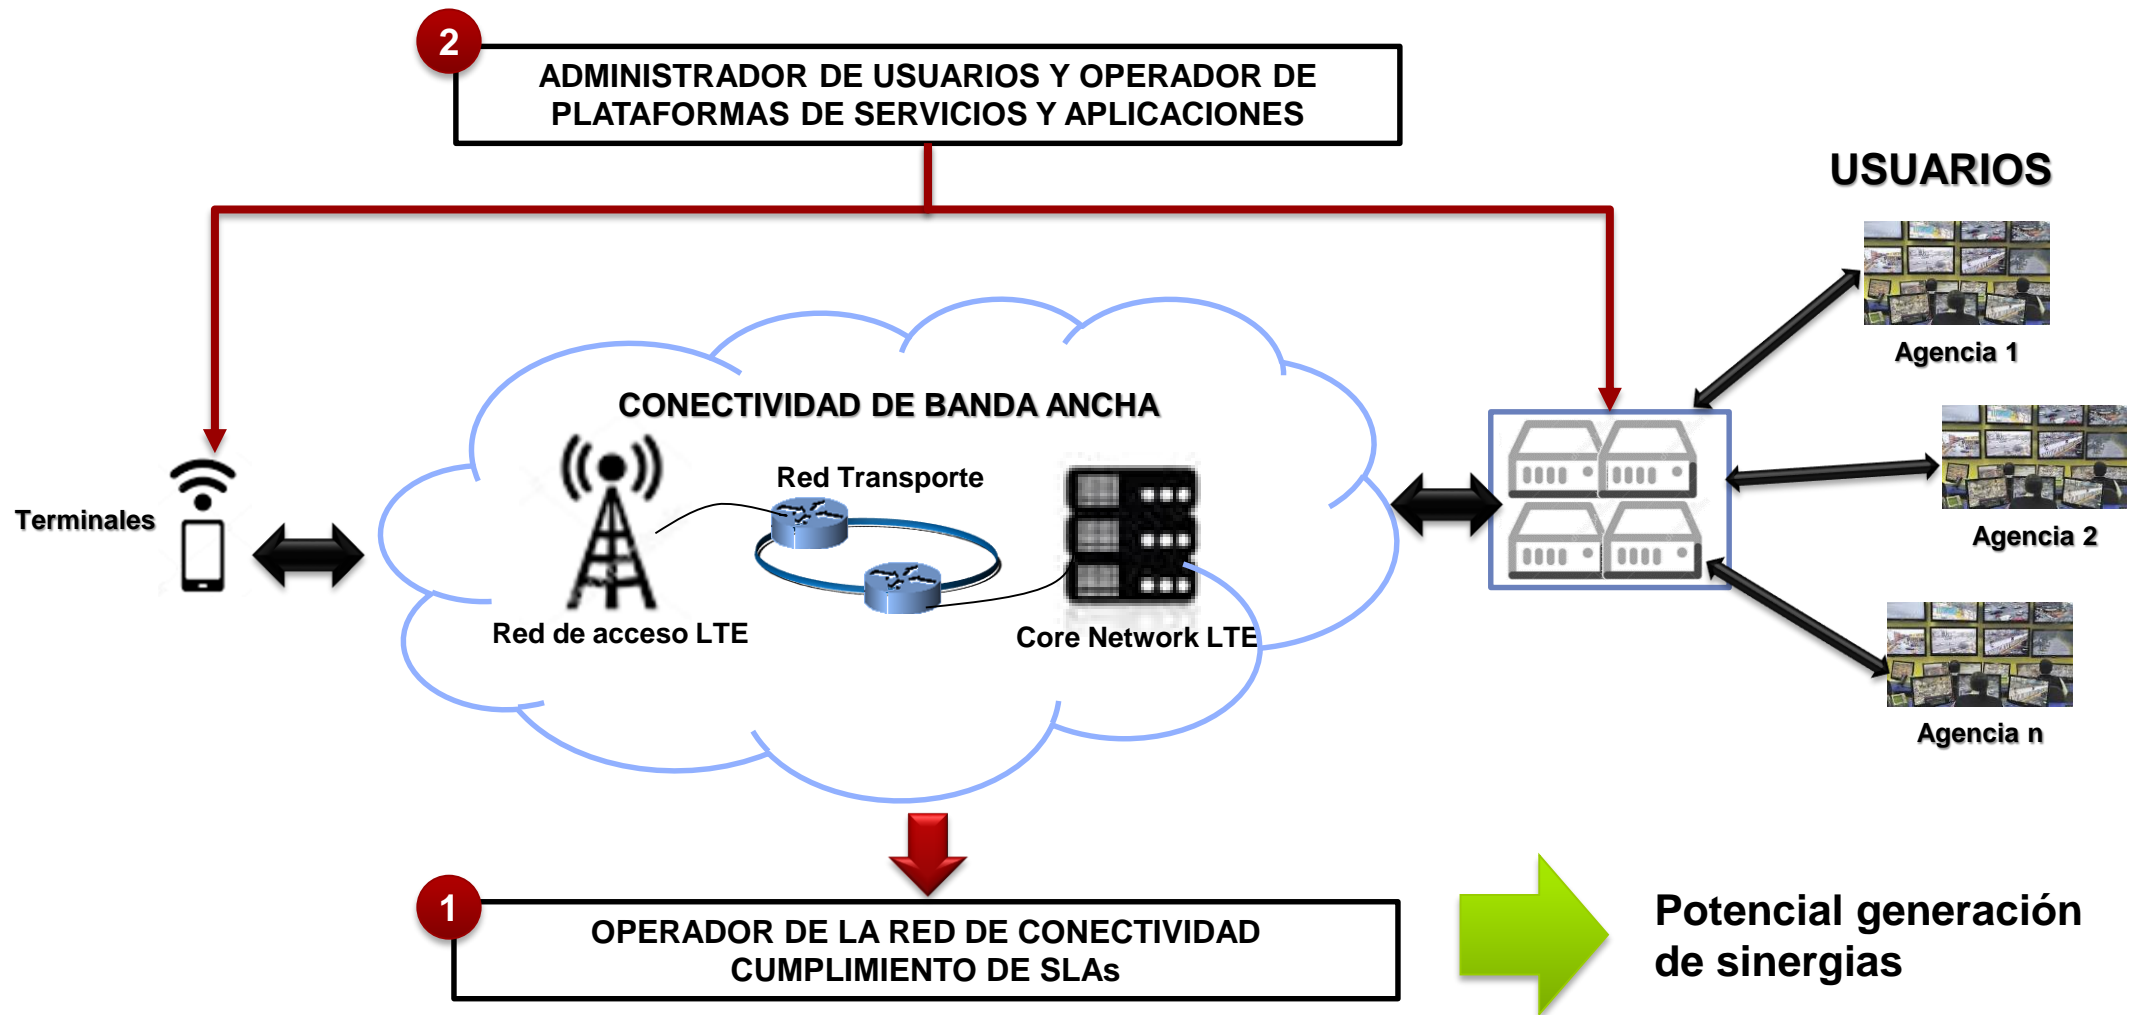 2
ADMINISTRADOR DE USUARIOS Y OPERADOR DE
PLATAFORMAS DE SERVICIOS Y APLICACIONES
USUARIOS
Agencia 1
CONECTIVIDAD DE BANDA ANCHA
Red Transporte
Terminales
Agencia 2
Red de acceso LTE
Core Network LTE
Agencia n
1
OPERADOR DE LA RED DE CONECTIVIDAD
CUMPLIMIENTO DE SLAs
Potencial generación
de sinergias